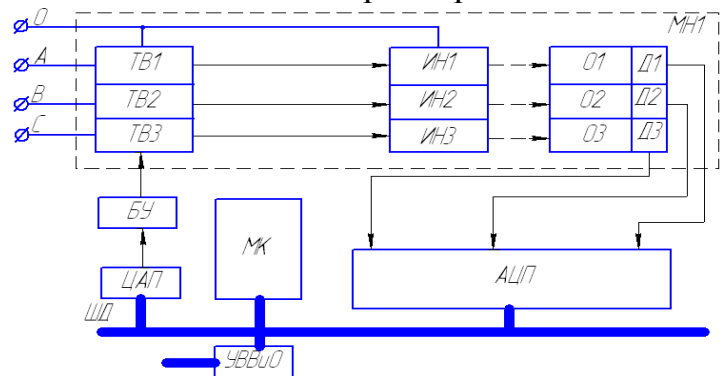 О
МН1
А
ТВ1
ИН1
О1
Д1
В
ТВ2
ИН2
О2
Д2
С
ТВ3
ИН3
О3
Д3
БУ
МК
ЦАП
АЦП
ШД
УВВиО